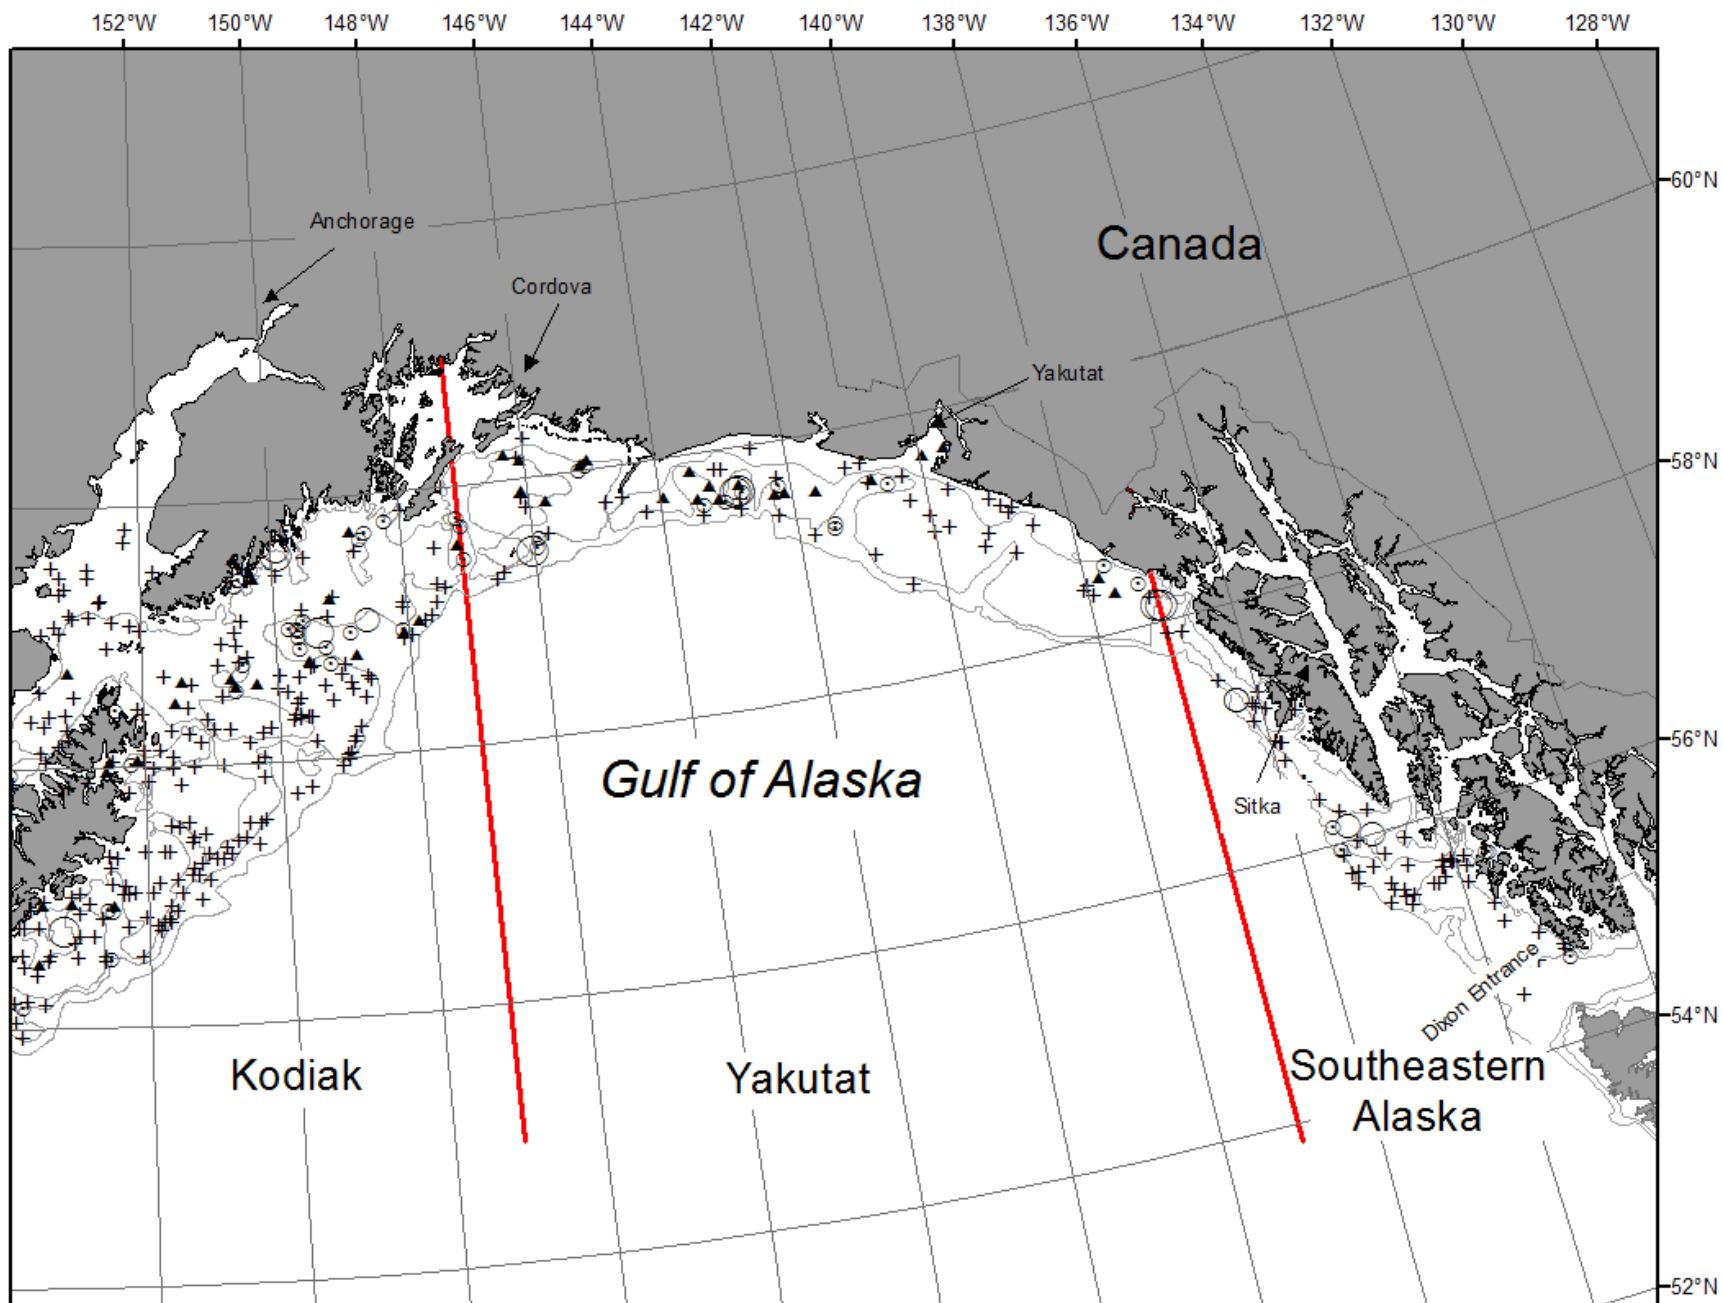 152°W 150°W 148°W 146°W 144°W 142°W 140°W 138°W 136°W 134°W 132°W 130°W 128°W
60°N
Anchorage
Canada
Cordova
Yakutat
58°N
56°N
Gulf of Alaska
Sitka
Dixon Entrance
54°N
Kodiak
Yakutat
Southeastern
Alaska
52°N